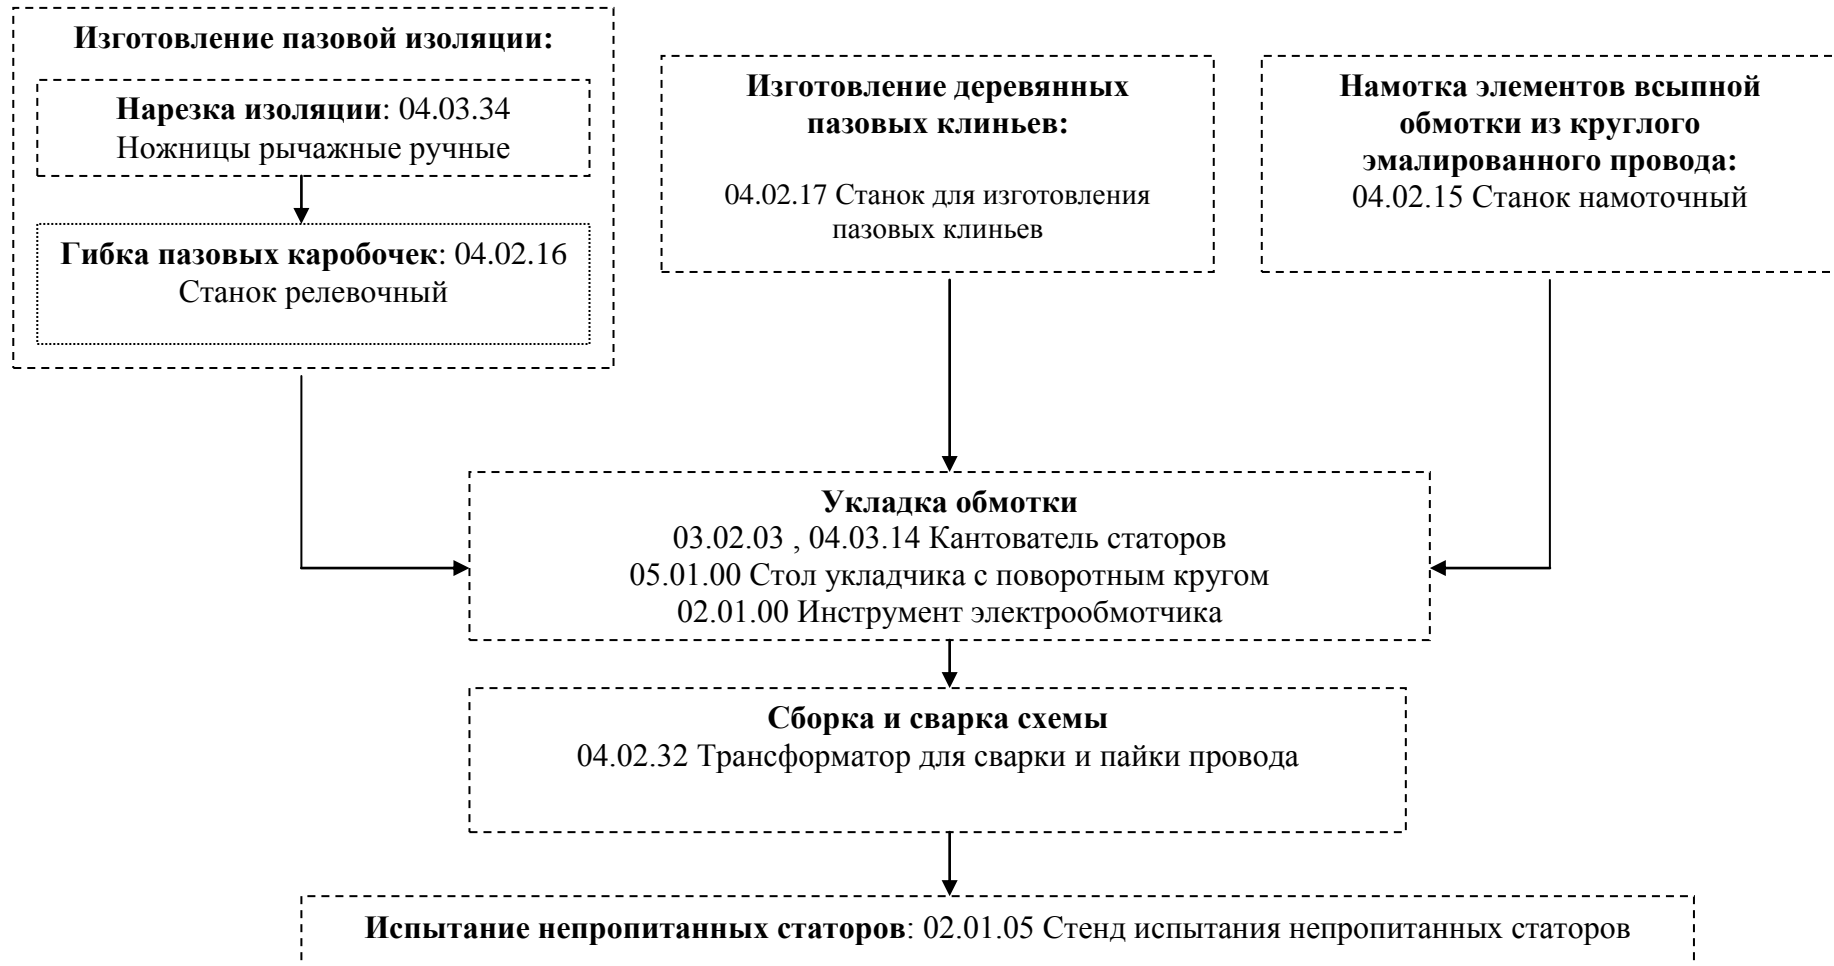 Изготовление пазовой изоляции:
Нарезка изоляции: 04.03.34
Ножницы рычажные ручные
Гибка пазовых каробочек: 04.02.16
Станок релевочный
Изготовление деревянных
пазовых клиньев:
04.02.17 Станок для изготовления
пазовых клиньев
Намотка элементов всыпной
обмотки из круглого
эмалированного провода:
04.02.15 Станок намоточный
Укладка обмотки
03.02.03 , 04.03.14 Кантователь статоров
05.01.00 Стол укладчика с поворотным кругом
02.01.00 Инструмент электрообмотчика
Сборка и сварка схемы
04.02.32 Трансформатор для сварки и пайки провода
Испытание непропитанных статоров: 02.01.05 Стенд испытания непропитанных статоров